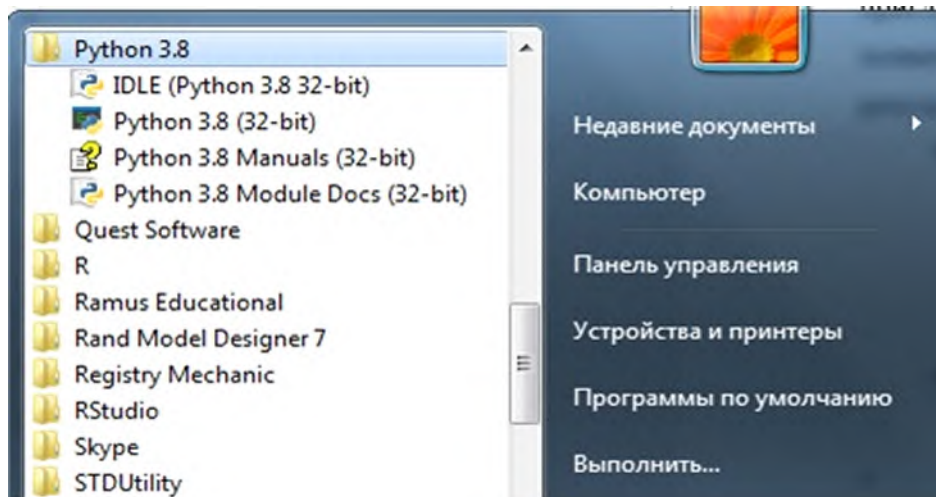 Python 3.8
IDLE (Python 3.8 32-bit)
Python 3.8 (32-bit)
Python 3.8 Manuals (32-bit)
Python 3.8 Module Docs (32-bit)
Quest Software
R
Ramus Educational
Rand Model Designer 7
Registry Mechanic
RStudio
Skype
STDUtility
Недавние документы
Компьютер
Панель управления
Устройства и принтеры
Программы по умолчанию
Выполнить...